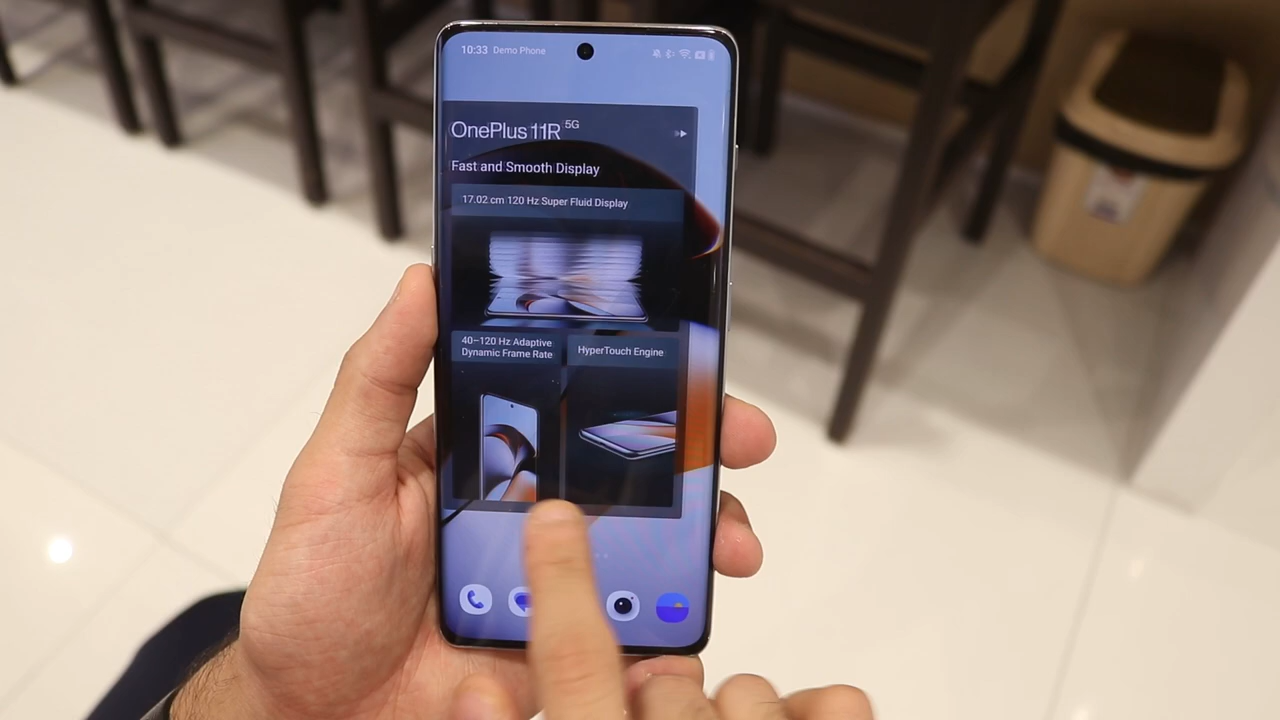 10:33 Demo Phone
OnePlus 11R 5G
Fast and Smooth Display
17.02 cm 120 Hz Super Fluid Display
40–120 Hz Adaptive
Dynamic Frame Rate
HyperTouch Engine